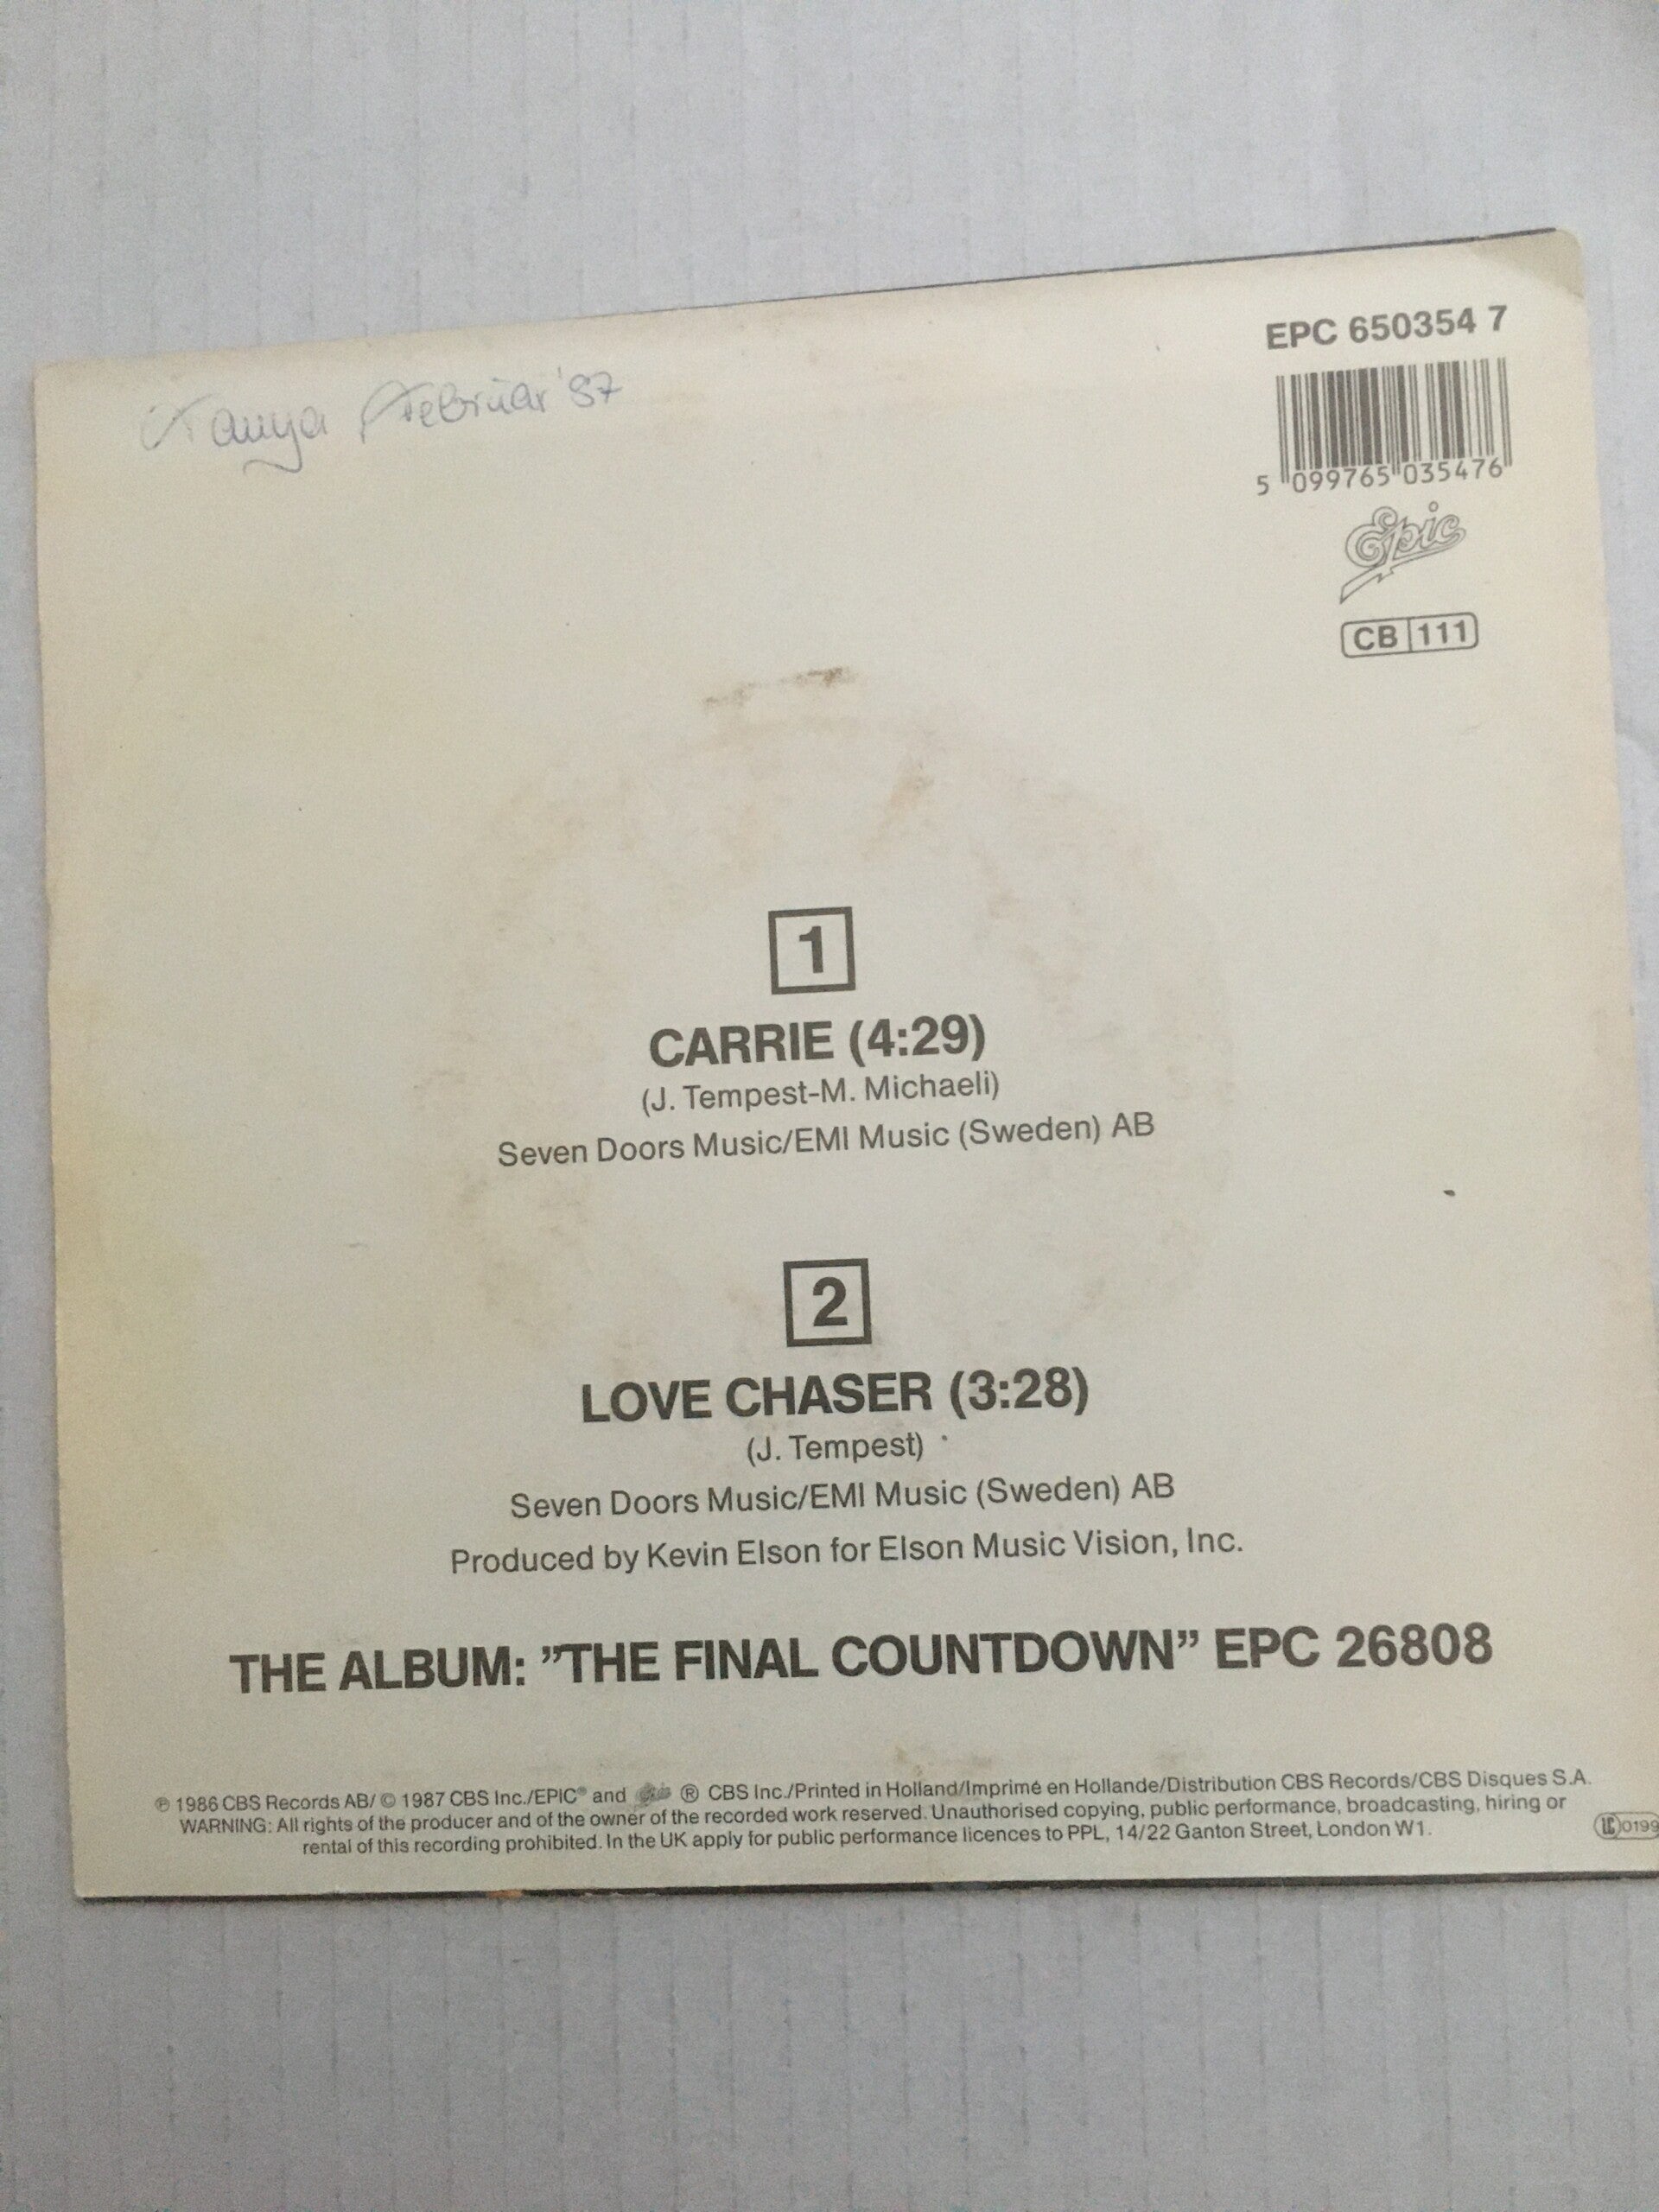 EPC 650354 7
Tanya Februar '87
5 099765 035476
Epic
CB 111
1
CARRIE (4:29)
(J. Tempest-M. Michaeli)
Seven Doors Music/EMI Music (Sweden) AB
2
LOVE CHASER (3:28)
(J. Tempest)
Seven Doors Music/EMI Music (Sweden) AB
Produced by Kevin Elson for Elson Music Vision, Inc.
THE ALBUM: ”THE FINAL COUNTDOWN” EPC 26808
℗ 1986 CBS Records AB/ © 1987 CBS Inc./EPIC® and Epic ® CBS Inc./Printed in Holland/Imprimé en Hollande/Distribution CBS Records/CBS Disques S.A.
WARNING: All rights of the producer and of the owner of the recorded work reserved. Unauthorised copying, public performance, broadcasting, hiring or
rental of this recording prohibited. In the UK apply for public performance licences to PPL, 14/22 Ganton Street, London W1.
LC 0199